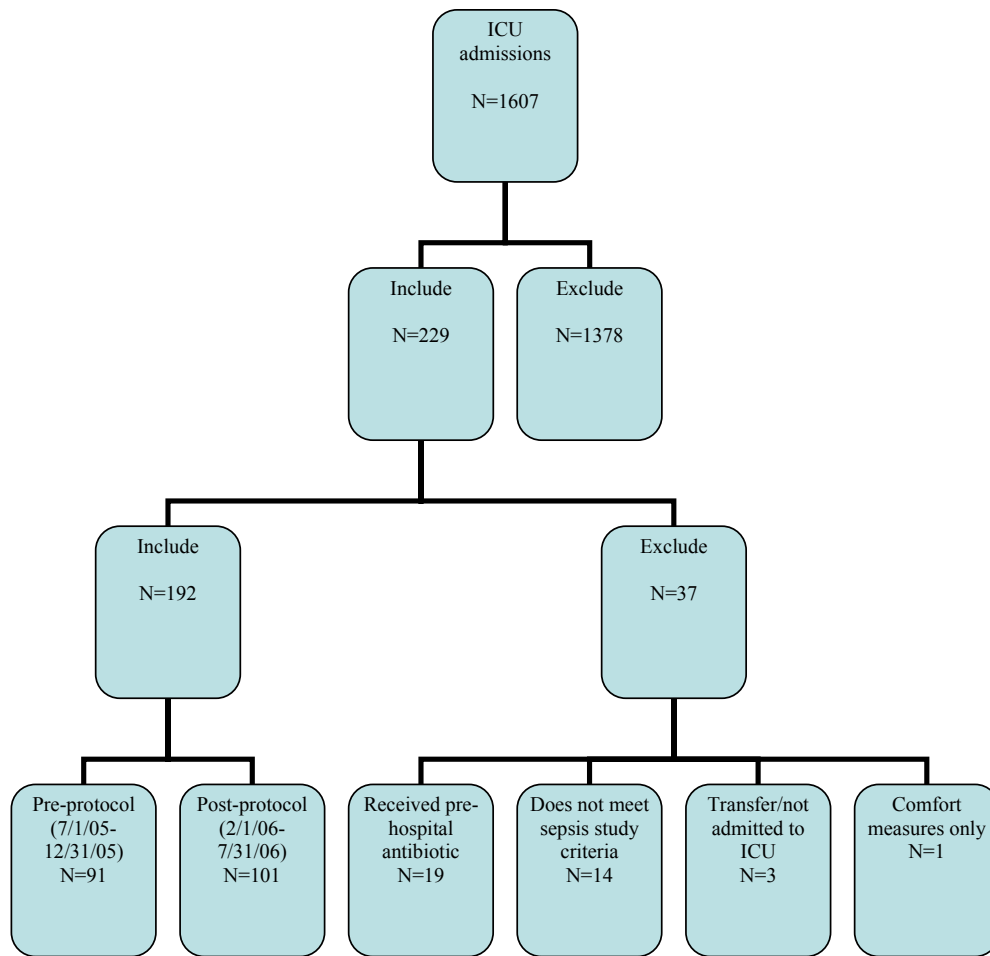 ICU
admissions
N=1607
Include
N=229
Exclude
N=1378
Include
N=192
Exclude
N=37
Pre-protocol
(7/1/05-
12/31/05)
N=91
Post-protocol
(2/1/06-
7/31/06)
N=101
Received pre-
hospital
antibiotic
N=19
Does not meet
sepsis study
criteria
N=14
Transfer/not
admitted to
ICU
N=3
Comfort
measures only
N=1